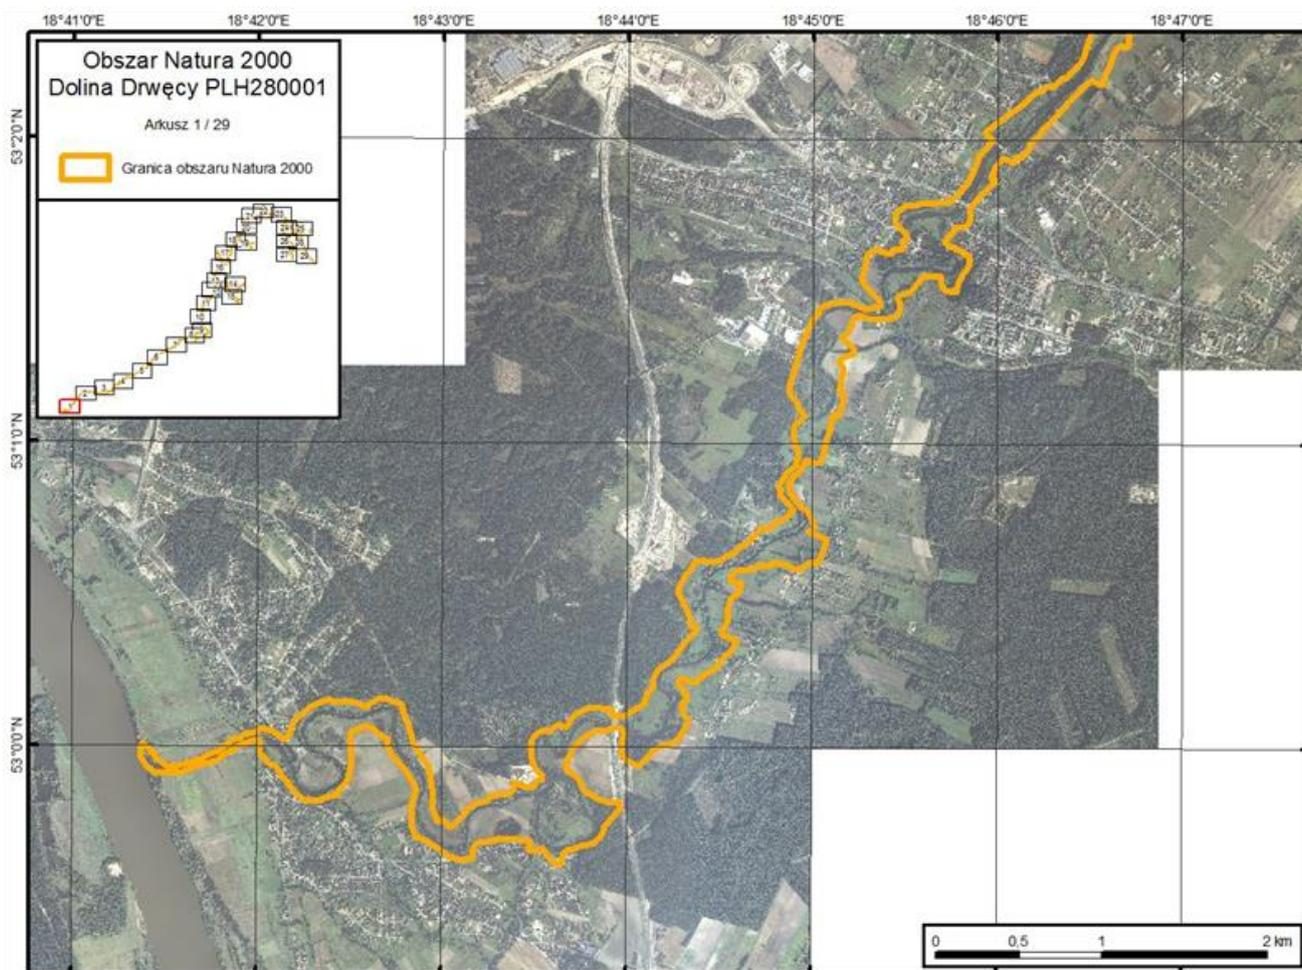 18°41'0"E 18°42'0"E 18°43'0"E 18°44'0"E 18°45'0"E 18°46'0"E 18°47'0"E
Obszar Natura 2000
Dolina Drwęcy PLH280001
Arkusz 1 / 29
Granica obszaru Natura 2000
53°2'0"N
53°1'0"N
53°0'0"N
0 0,5 1 2 km